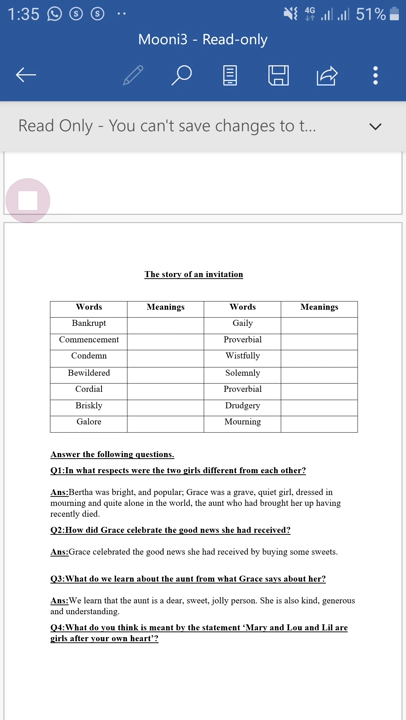 1:35 4G 51%
Mooni3 - Read-only
Read Only - You can't save changes to t...
The story of an invitation
Words Meanings Words Meanings
Bankrupt Gaily
Commencement Proverbial
Condemn Wistfully
Bewildered Solemnly
Cordial Proverbial
Briskly Drudgery
Galore Mourning
Answer the following questions.
Q1:In what respects were the two girls different from each other?
Ans:Bertha was bright, and popular; Grace was a grave, quiet girl, dressed in
mourning and quite alone in the world, the aunt who had brought her up having
recently died.
Q2:How did Grace celebrate the good news she had received?
Ans:Grace celebrated the good news she had received by buying some sweets.
Q3:What do we learn about the aunt from what Grace says about her?
Ans:We learn that the aunt is a dear, sweet, jolly person. She is also kind, generous
and understanding.
Q4:What do you think is meant by the statement ‘Mary and Lou and Lil are
girls after your own heart’?